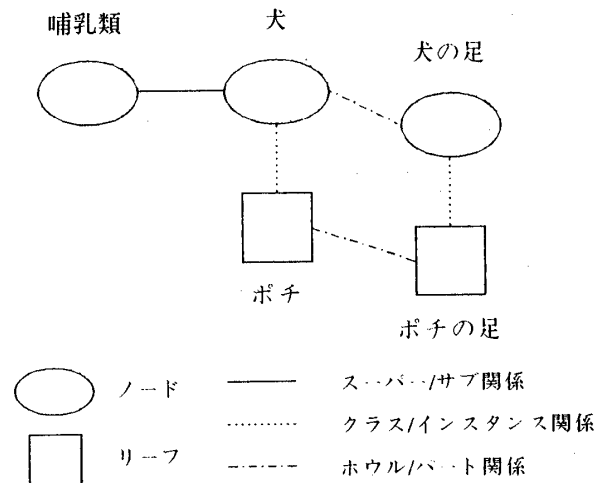 哺乳類
犬
犬の足
ポチ
ポチの足
ノード
スーパー/サブ関係
クラス/インスタンス関係
リーフ
ホウル/パート関係